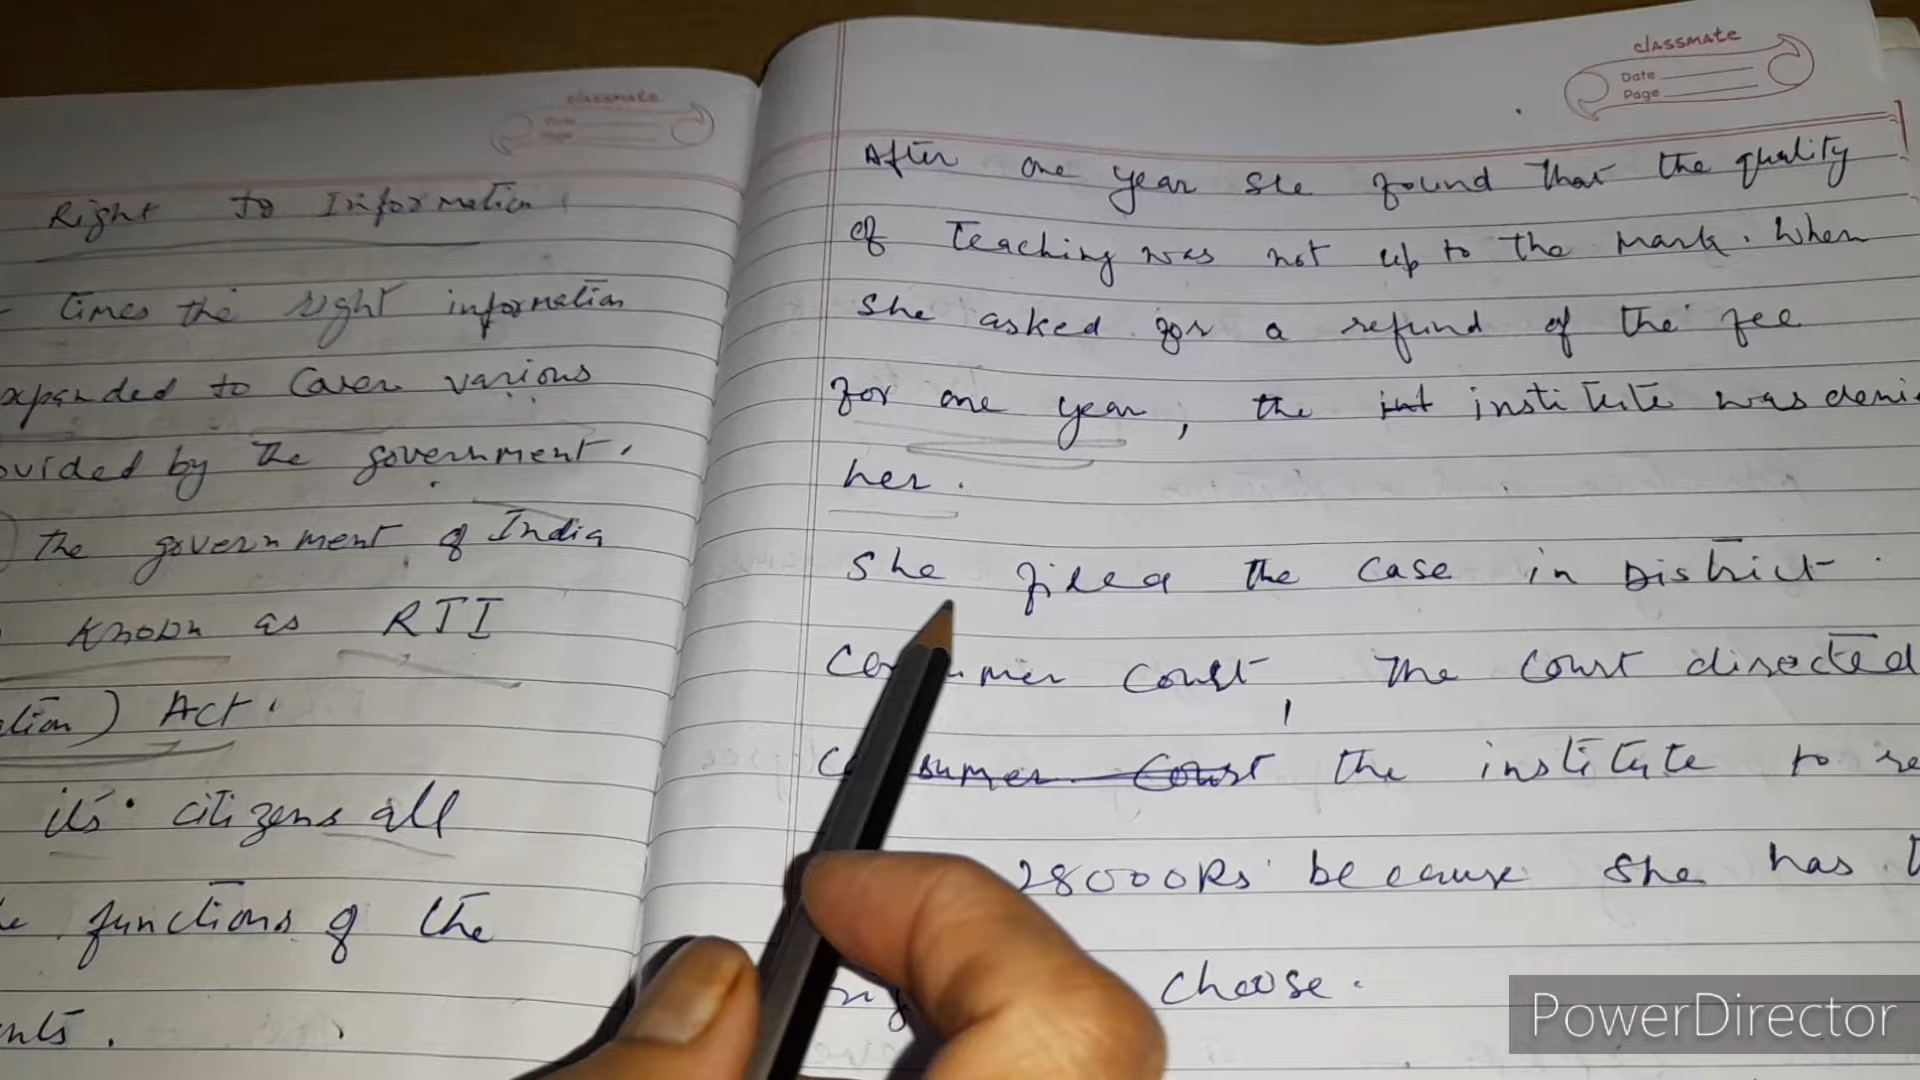 classmate
Date
Page
Right to Information
times the right information
xpanded to Cover various
ovided by the government.
The government of India
known as RTI
ation) Act.
its citizens all
functions of the
nts.
classmate
Date
Page
After one year she found that the quality
of teaching was not up to the mark. When
she asked for a refund of the fee
for one year, the int institute was deni
her.
She filed the case in District
Court, The Court directed
Court the institute to re
28000Rs because she has t
choose.
PowerDirector